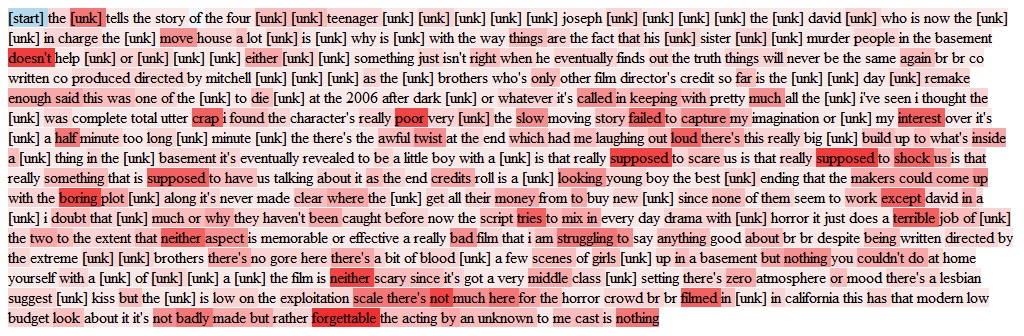 [start] the [unk] tells the story of the four [unk] [unk] teenager [unk] [unk] [unk] [unk] [unk] joseph [unk] [unk] [unk] the [unk] david [unk] who is now the [unk]
[unk] in charge the [unk] move house a lot [unk] is [unk] why is [unk] with the way things are the fact that his [unk] sister [unk] [unk] murder people in the basement
doesn't help [unk] or [unk] [unk] [unk] either [unk] [unk] something just isn't right when he eventually finds out the truth things will never be the same again br br co
written co produced directed by mitchell [unk] [unk] [unk] as the [unk] brothers who's only other film director's credit so far is the [unk] [unk] day [unk] remake
enough said this was one of the [unk] to die [unk] at the 2006 after dark [unk] or whatever it's called in keeping with pretty much all the [unk] i've seen i thought the
[unk] was complete total utter crap i found the character's really poor very [unk] the slow moving story failed to capture my imagination or [unk] my interest over it's
[unk] a half minute too long [unk] minute [unk] the there's the awful twist at the end which had me laughing out loud there's this really big [unk] build up to what's inside
a [unk] thing in the [unk] basement it's eventually revealed to be a little boy with a [unk] is that really supposed to scare us is that really supposed to shock us is that
really something that is supposed to have us talking about it as the end credits roll is a [unk] looking young boy the best [unk] ending that the makers could come up
with the boring plot [unk] along it's never made clear where the [unk] get all their money from to buy new [unk] since none of them seem to work except david in a
[unk] i doubt that [unk] much or why they haven't been caught before now the script tries to mix in every day drama with [unk] horror it just does a terrible job of [unk]
the two to the extent that neither aspect is memorable or effective a really bad film that i am struggling to say anything good about br br despite being written directed by
the extreme [unk] [unk] brothers there's no gore here there's a bit of blood [unk] a few scenes of girls [unk] up in a basement but nothing you couldn't do at home
yourself with a [unk] of [unk] [unk] a [unk] the film is neither scary since it's got a very middle class [unk] setting there's zero atmosphere or mood there's a lesbian
suggest [unk] kiss but the [unk] is low on the exploitation scale there's not much here for the horror crowd br br filmed in [unk] in california this has that modern low
budget look about it it's not badly made but rather forgettable the acting by an unknown to me cast is nothing